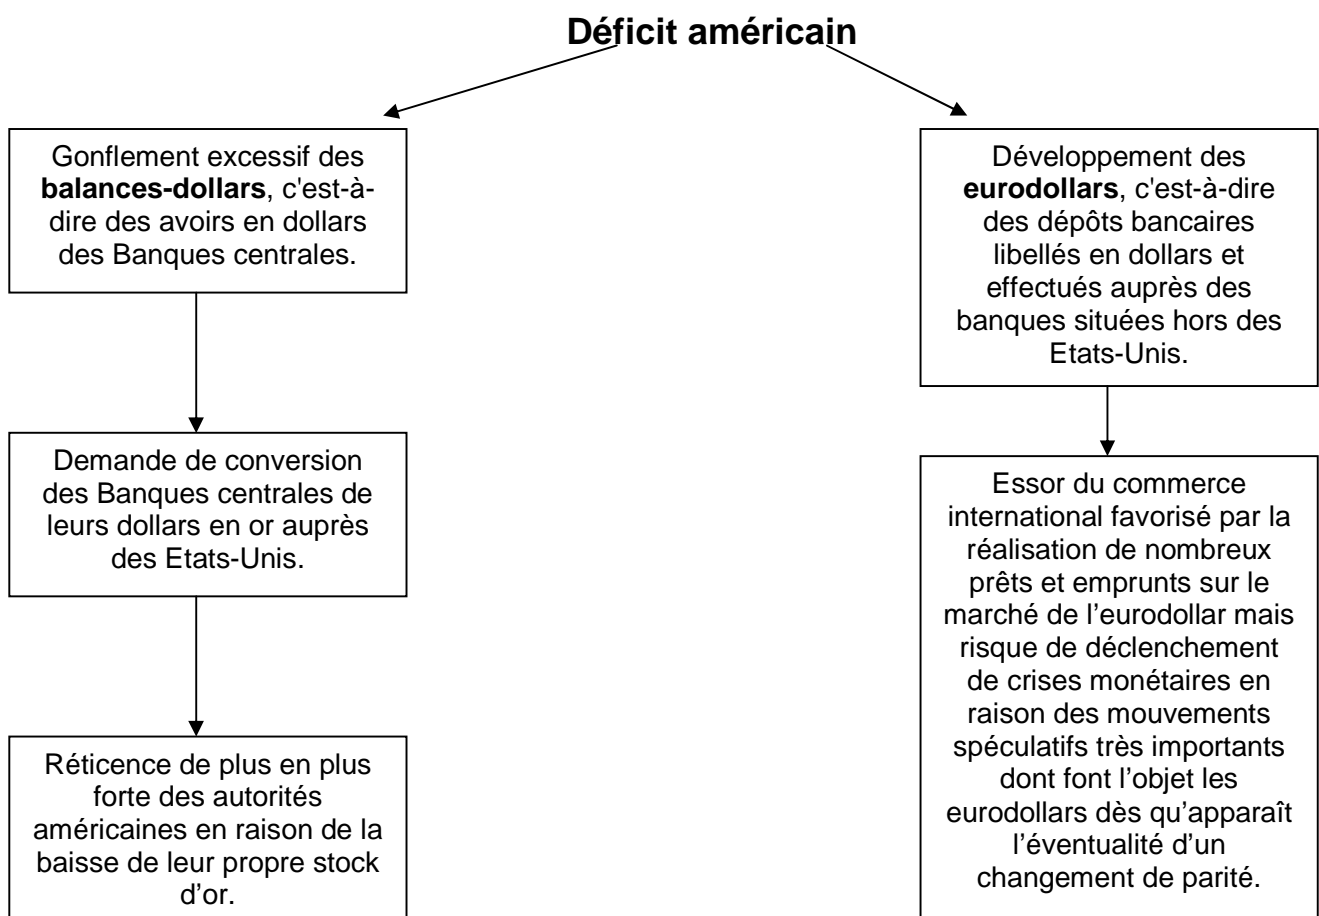 Déficit américain
Gonflement excessif des
balances-dollars, c'est-à-
dire des avoirs en dollars
des Banques centrales.
Demande de conversion
des Banques centrales de
leurs dollars en or auprès
des Etats-Unis.
Réticence de plus en plus
forte des autorités
américaines en raison de la
baisse de leur propre stock
d'or.
Développement des
eurodollars, c'est-à-dire
des dépôts bancaires
libellés en dollars et
effectués auprès des
banques situées hors des
Etats-Unis.
Essor du commerce
international favorisé par la
réalisation de nombreux
prêts et emprunts sur le
marché de l’eurodollar mais
risque de déclenchement
de crises monétaires en
raison des mouvements
spéculatifs très importants
dont font l’objet les
eurodollars dès qu’apparaît
l’éventualité d’un
changement de parité.